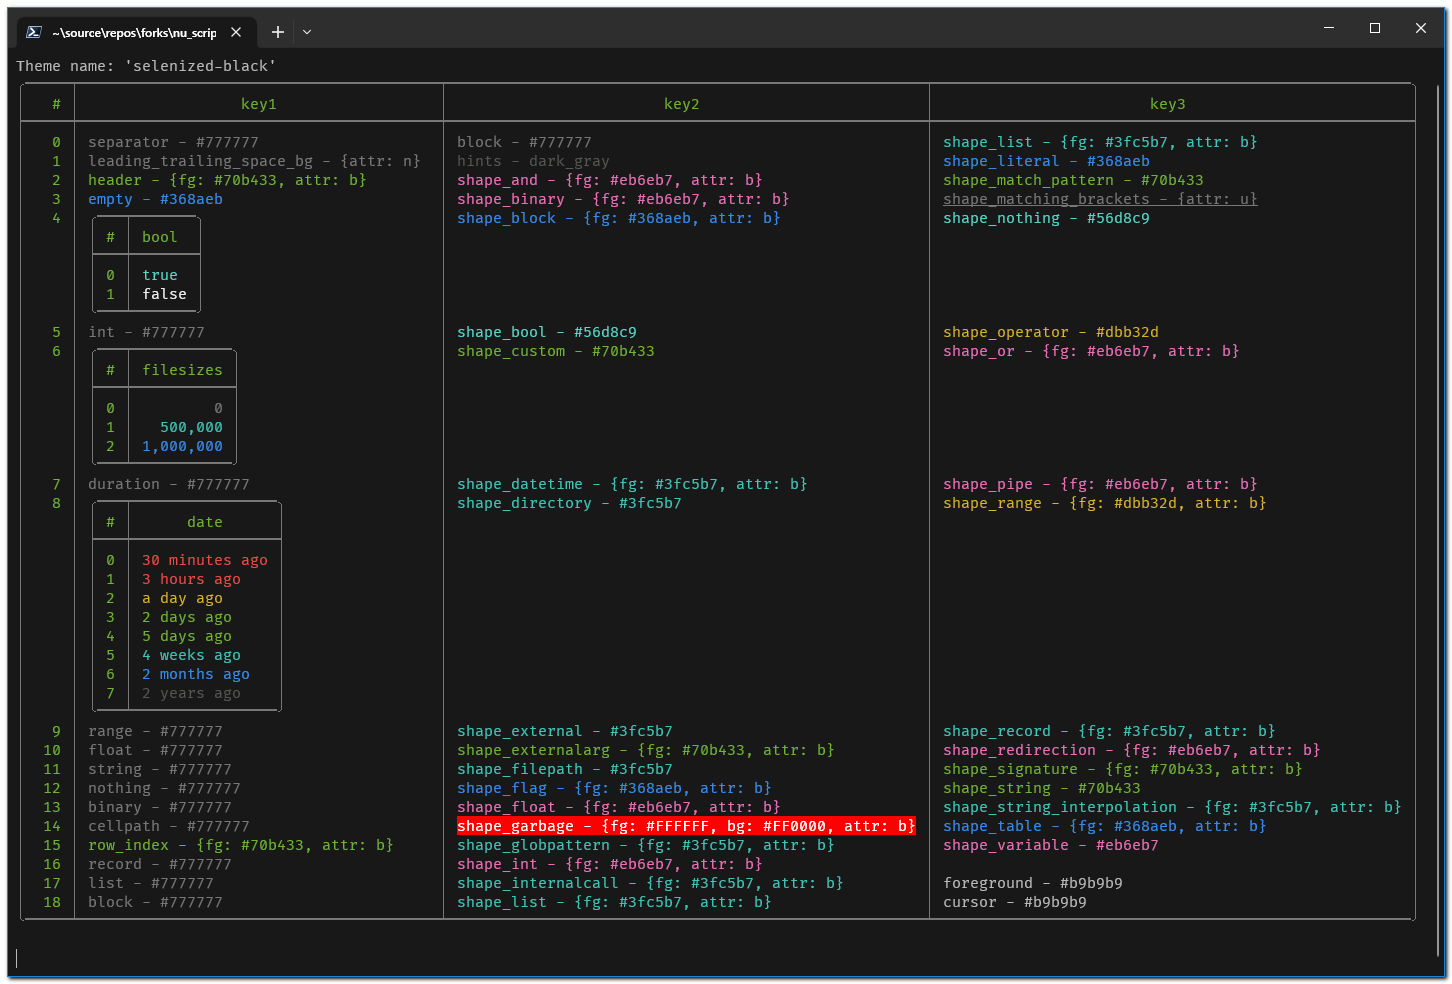 ~\source\repos\forks\nu_scrip
Theme name: 'selenized-black'
# key1 key2 key3
0 separator - #777777 block - #777777 shape_list - {fg: #3fc5b7, attr: b}
1 leading_trailing_space_bg - {attr: n} hints - dark_gray shape_literal - #368aeb
2 header - {fg: #70b433, attr: b} shape_and - {fg: #eb6eb7, attr: b} shape_match_pattern - #70b433
3 empty - #368aeb shape_binary - {fg: #eb6eb7, attr: b} shape_matching_brackets - {attr: u}
4 shape_block - {fg: #368aeb, attr: b} shape_nothing - #56d8c9
# bool
0 true
1 false
5 int - #777777 shape_bool - #56d8c9 shape_operator - #dbb32d
6 shape_custom - #70b433 shape_or - {fg: #eb6eb7, attr: b}
# filesizes
0 0
1 500,000
2 1,000,000
7 duration - #777777 shape_datetime - {fg: #3fc5b7, attr: b} shape_pipe - {fg: #eb6eb7, attr: b}
8 shape_directory - #3fc5b7 shape_range - {fg: #dbb32d, attr: b}
# date
0 30 minutes ago
1 3 hours ago
2 a day ago
3 2 days ago
4 5 days ago
5 4 weeks ago
6 2 months ago
7 2 years ago
9 range - #777777 shape_external - #3fc5b7 shape_record - {fg: #3fc5b7, attr: b}
10 float - #777777 shape_externalarg - {fg: #70b433, attr: b} shape_redirection - {fg: #eb6eb7, attr: b}
11 string - #777777 shape_filepath - #3fc5b7 shape_signature - {fg: #70b433, attr: b}
12 nothing - #777777 shape_flag - {fg: #368aeb, attr: b} shape_string - #70b433
13 binary - #777777 shape_float - {fg: #eb6eb7, attr: b} shape_string_interpolation - {fg: #3fc5b7, attr: b}
14 cellpath - #777777 shape_garbage - {fg: #FFFFFF, bg: #FF0000, attr: b} shape_table - {fg: #368aeb, attr: b}
15 row_index - {fg: #70b433, attr: b} shape_globpattern - {fg: #3fc5b7, attr: b} shape_variable - #eb6eb7
16 record - #777777 shape_int - {fg: #eb6eb7, attr: b}
17 list - #777777 shape_internalcall - {fg: #3fc5b7, attr: b} foreground - #b9b9b9
18 block - #777777 shape_list - {fg: #3fc5b7, attr: b} cursor - #b9b9b9